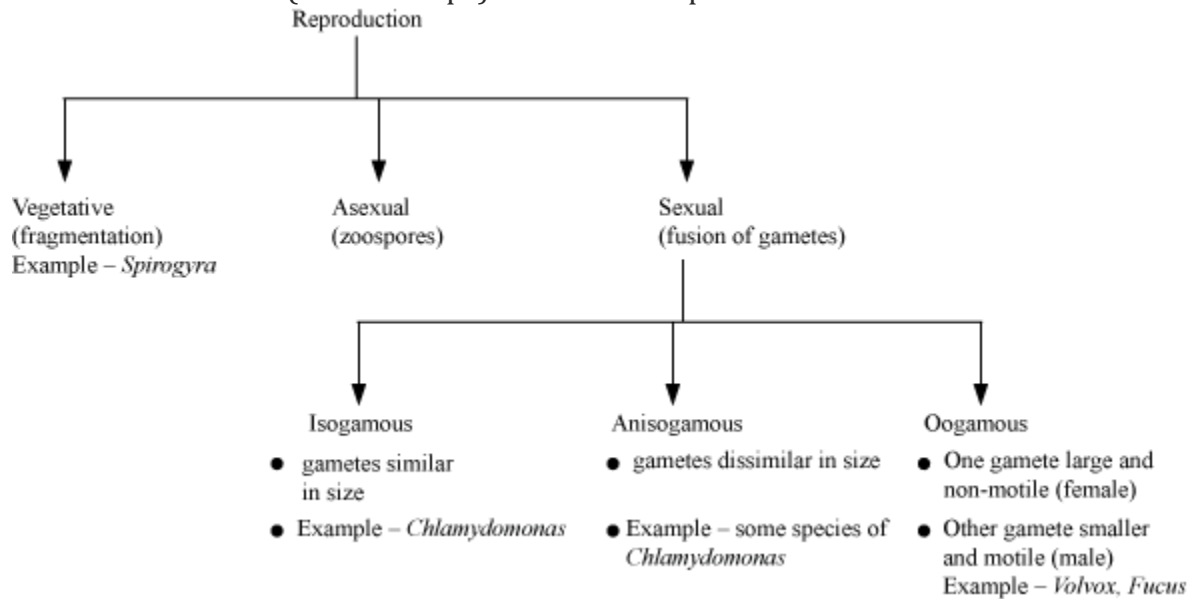 Reproduction
Vegetative
(fragmentation)
Example – Spirogyra
Asexual
(zoospores)
Sexual
(fusion of gametes)
Isogamous
● gametes similar
in size
● Example – Chlamydomonas
Anisogamous
● gametes dissimilar in size
● Example – some species of
Chlamydomonas
Oogamous
● One gamete large and
non-motile (female)
● Other gamete smaller
and motile (male)
Example – Volvox, Fucus